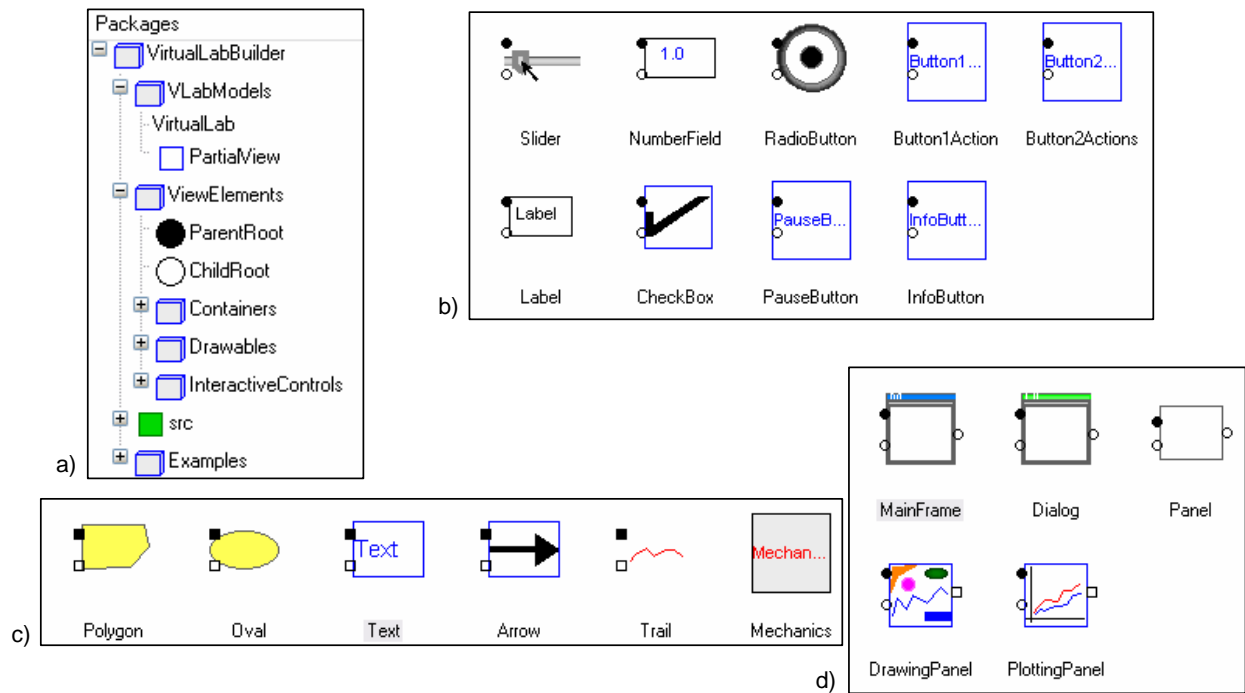 Packages
VirtualLabBuilder
VLabModels
VirtualLab
PartialView
ViewElements
ParentRoot
ChildRoot
Containers
Drawables
InteractiveControls
src
Examples
a)
1.0
Button1...
Button2...
Slider
NumberField
RadioButton
Button1Action
Button2Actions
Label
PauseB...
InfoButt...
Label
CheckBox
PauseButton
InfoButton
b)
Text
Mechan...
Polygon
Oval
Text
Arrow
Trail
Mechanics
c)
MainFrame
Dialog
Panel
DrawingPanel
PlottingPanel
d)